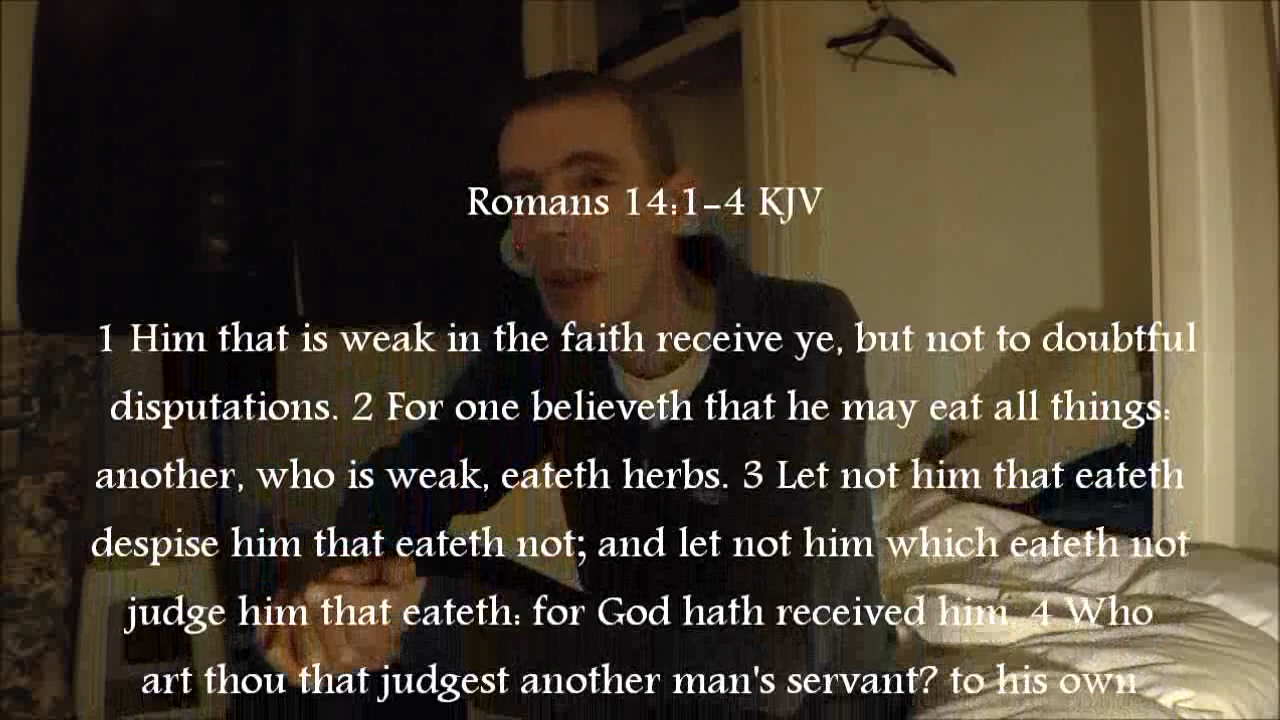 Romans 14:1-4 KJV
1 Him that is weak in the faith receive ye, but not to doubtful
disputations. 2 For one believeth that he may eat all things:
another, who is weak, eateth herbs. 3 Let not him that eateth
despise him that eateth not; and let not him which eateth not
judge him that eateth: for God hath received him. 4 Who
art thou that judgest another man's servant? to his own